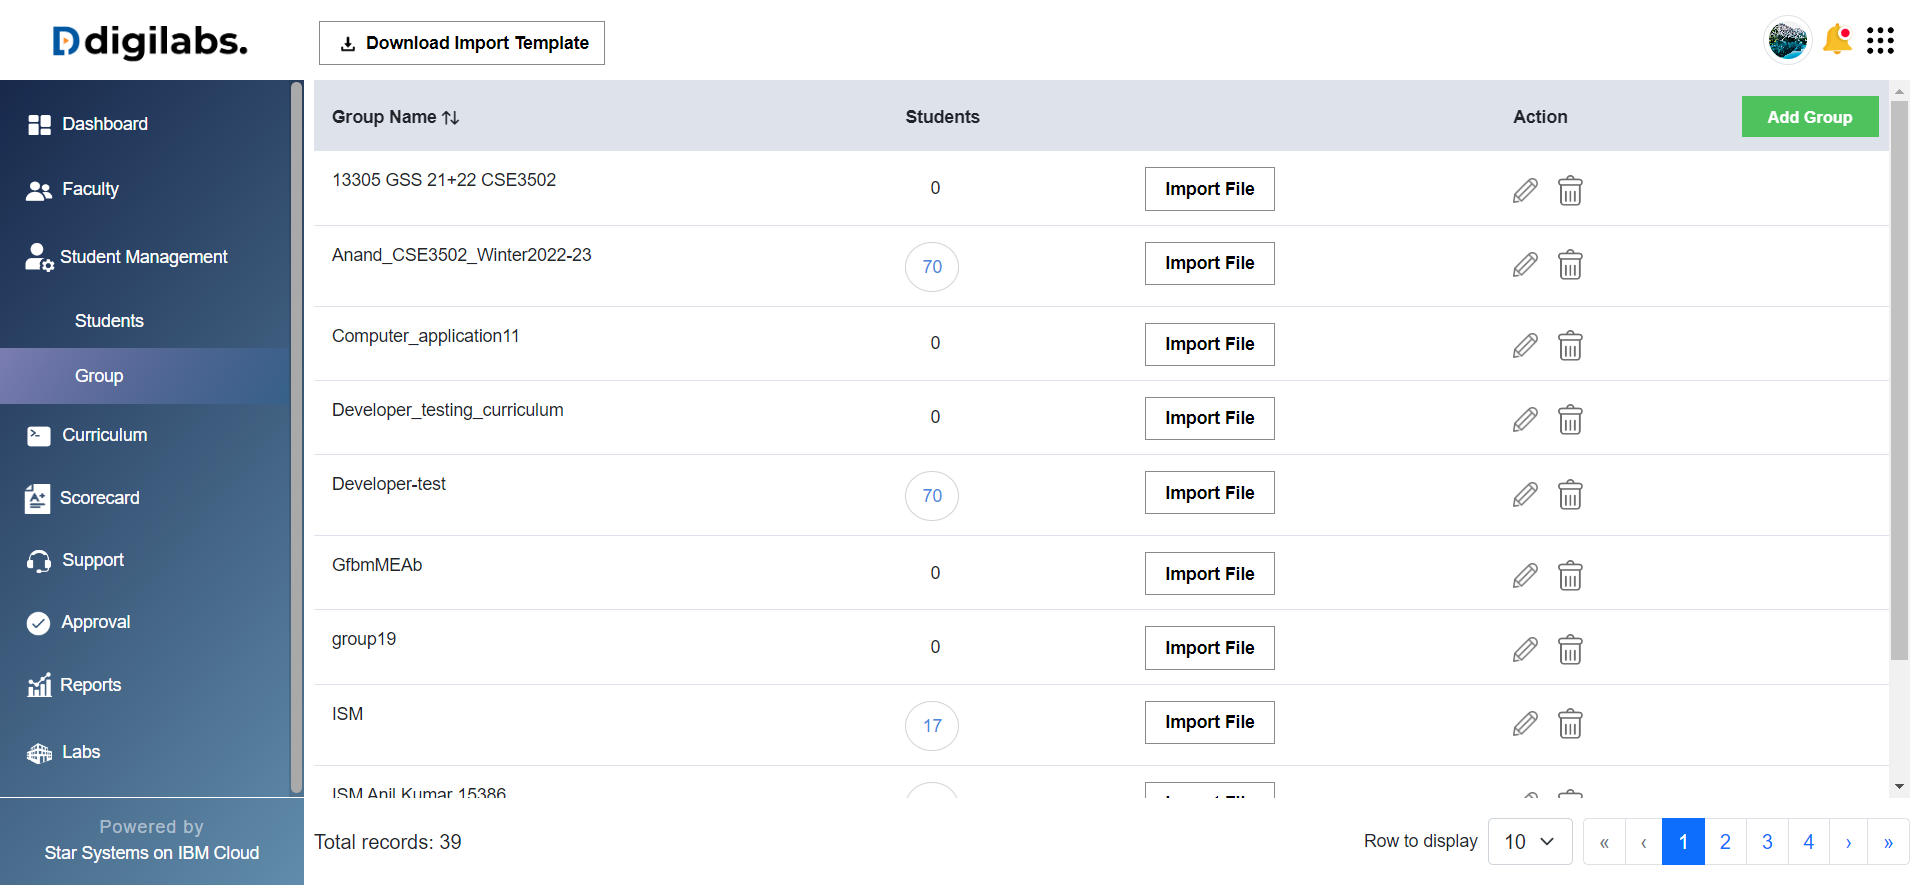 digilabs.
Download Import Template
Dashboard
Faculty
Student Management
Students
Group
Curriculum
Scorecard
Support
Approval
Reports
Labs
Powered by
Star Systems on IBM Cloud
Group Name Students Action Add Group
13305 GSS 21+22 CSE3502 0 Import File
Anand_CSE3502_Winter2022-23 70 Import File
Computer_application11 0 Import File
Developer_testing_curriculum 0 Import File
Developer-test 70 Import File
GfbmMEAb 0 Import File
group19 0 Import File
ISM 17 Import File
ISM Anil Kumar 15386
Total records: 39 Row to display 10 « ‹ 1 2 3 4 › »